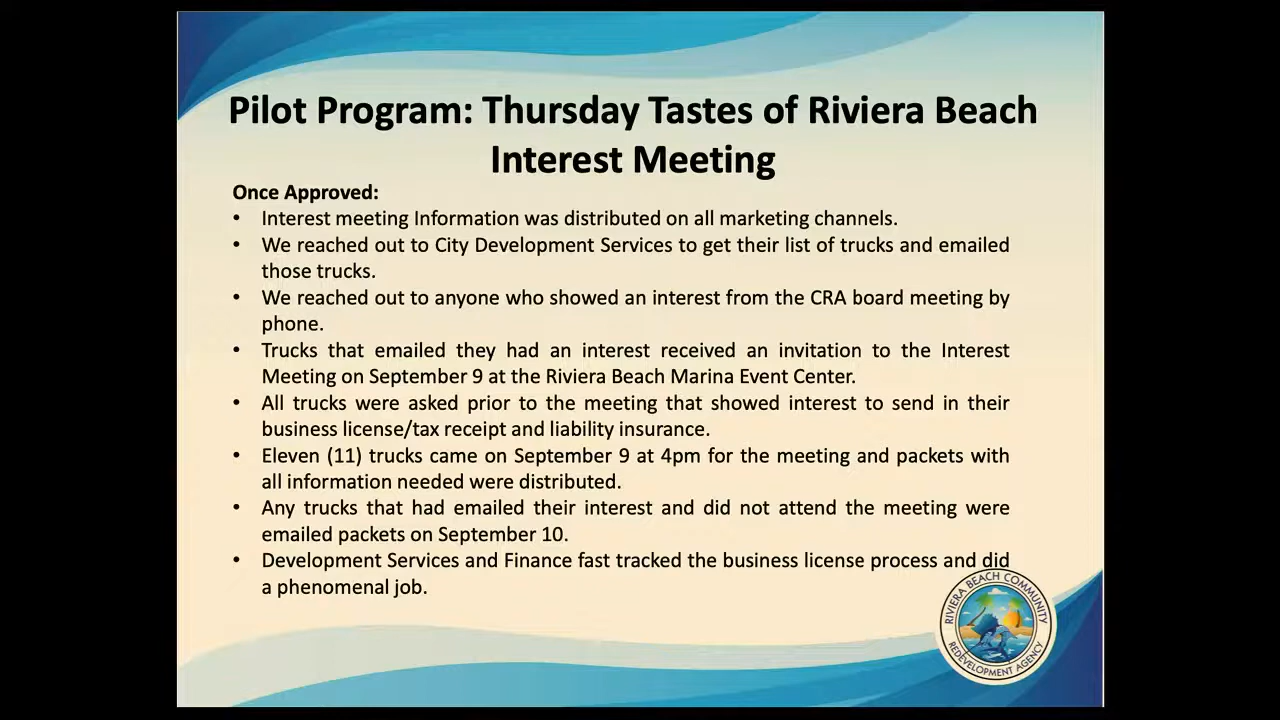 Pilot Program: Thursday Tastes of Riviera Beach
Interest Meeting
Once Approved:
• Interest meeting Information was distributed on all marketing channels.
• We reached out to City Development Services to get their list of trucks and emailed
those trucks.
• We reached out to anyone who showed an interest from the CRA board meeting by
phone.
• Trucks that emailed they had an interest received an invitation to the Interest
Meeting on September 9 at the Riviera Beach Marina Event Center.
• All trucks were asked prior to the meeting that showed interest to send in their
business license/tax receipt and liability insurance.
• Eleven (11) trucks came on September 9 at 4pm for the meeting and packets with
all information needed were distributed.
• Any trucks that had emailed their interest and did not attend the meeting were
emailed packets on September 10.
• Development Services and Finance fast tracked the business license process and did
a phenomenal job.
RIVIERA BEACH COMMUNITY
REDEVELOPMENT AGENCY